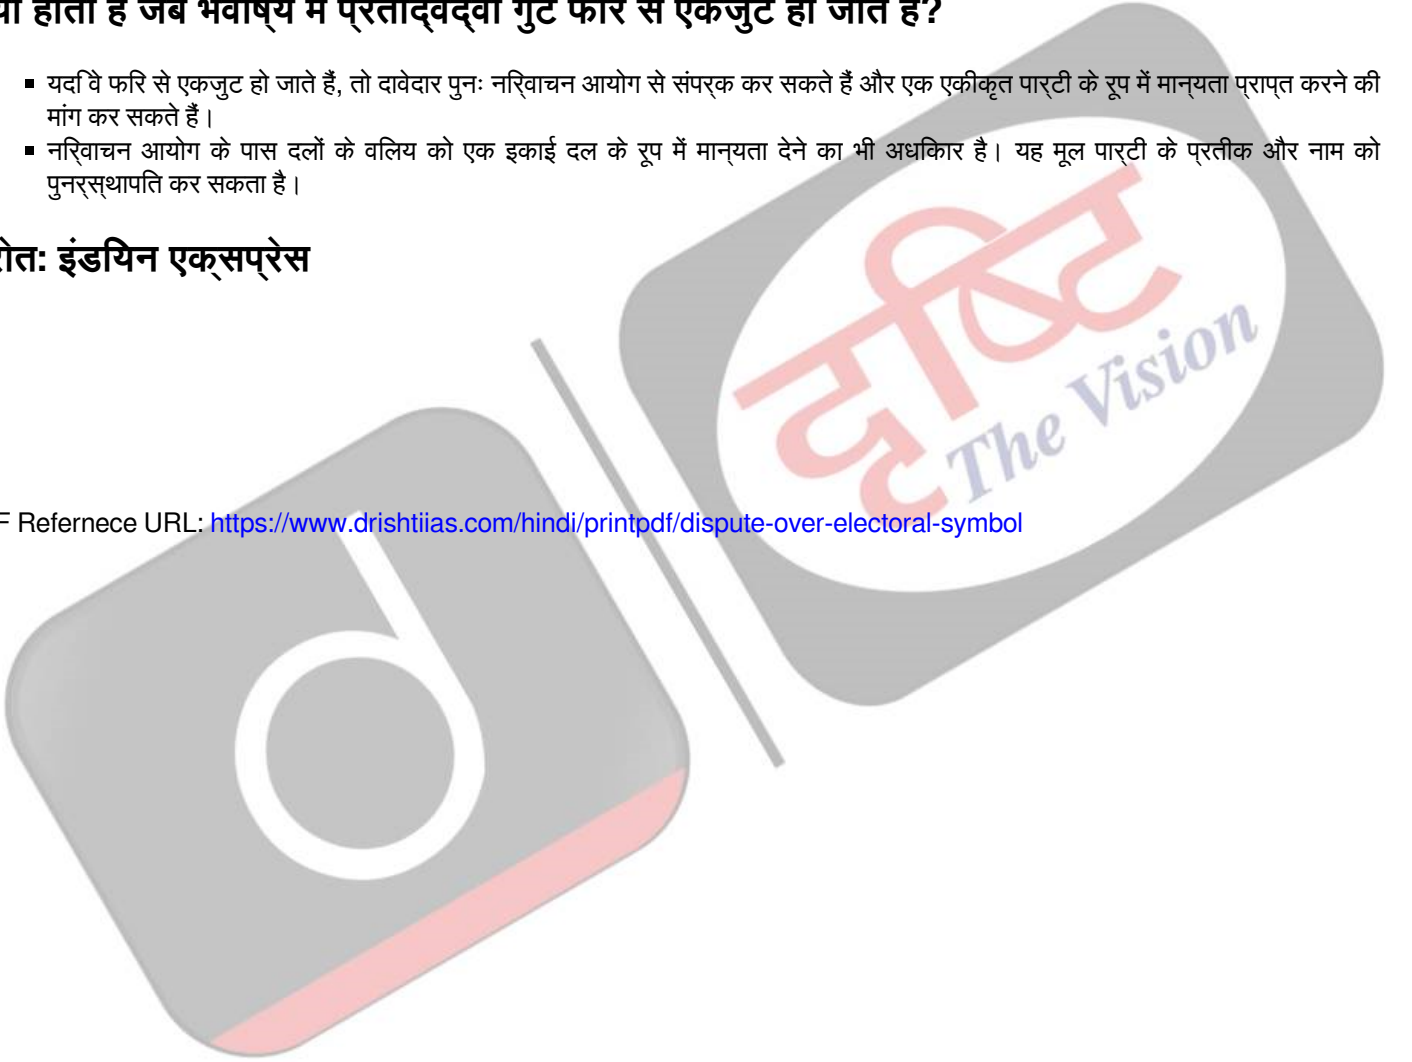 या होता है जब भविष्य में प्रतिद्वंद्वी गुट फिर से एकजुट हो जाते हैं?
यदि वे फिर से एकजुट हो जाते हैं, तो दावेदार पुनः निर्वाचन आयोग से संपर्क कर सकते हैं और एक एकीकृत पार्टी के रूप में मान्यता प्राप्त करने की
मांग कर सकते हैं।
निर्वाचन आयोग के पास दलों के विलय को एक इकाई दल के रूप में मान्यता देने का भी अधिकार है। यह मूल पार्टी के प्रतीक और नाम को
पुनर्स्थापित कर सकता है।
रोत: इंडियन एक्सप्रेस
दृष्टि
The Vision
F Refernece URL: https://www.drishtiias.com/hindi/printpdf/dispute-over-electoral-symbol
d